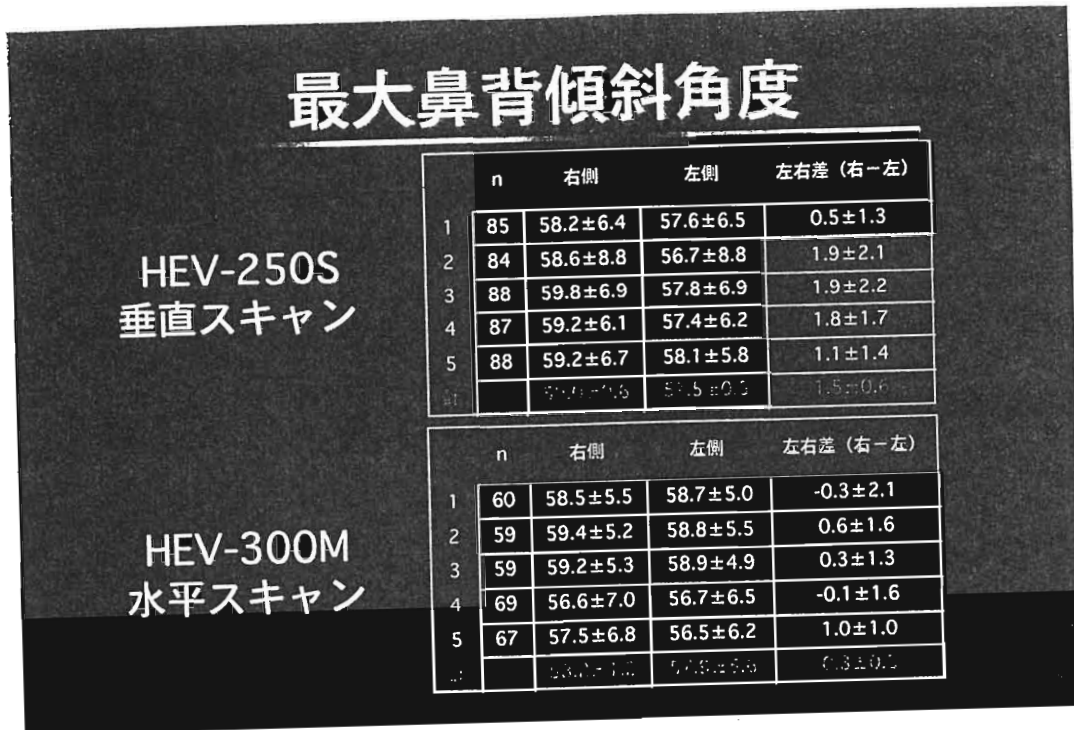 最大鼻背傾斜角度
HEV-250S
垂直スキャン
n 右側 左側 左右差（右ー左）
1 85 58.2±6.4 57.6±6.5 0.5±1.3
2 84 58.6±8.8 56.7±8.8 1.9±2.1
3 88 59.8±6.9 57.8±6.9 1.9±2.2
4 87 59.2±6.1 57.4±6.2 1.8±1.7
5 88 59.2±6.7 58.1±5.8 1.1±1.4
1.5±0.6
HEV-300M
水平スキャン
n 右側 左側 左右差（右ー左）
1 60 58.5±5.5 58.7±5.0 -0.3±2.1
2 59 59.4±5.2 58.8±5.5 0.6±1.6
3 59 59.2±5.3 58.9±4.9 0.3±1.3
4 69 56.6±7.0 56.7±6.5 -0.1±1.6
5 67 57.5±6.8 56.5±6.2 1.0±1.0